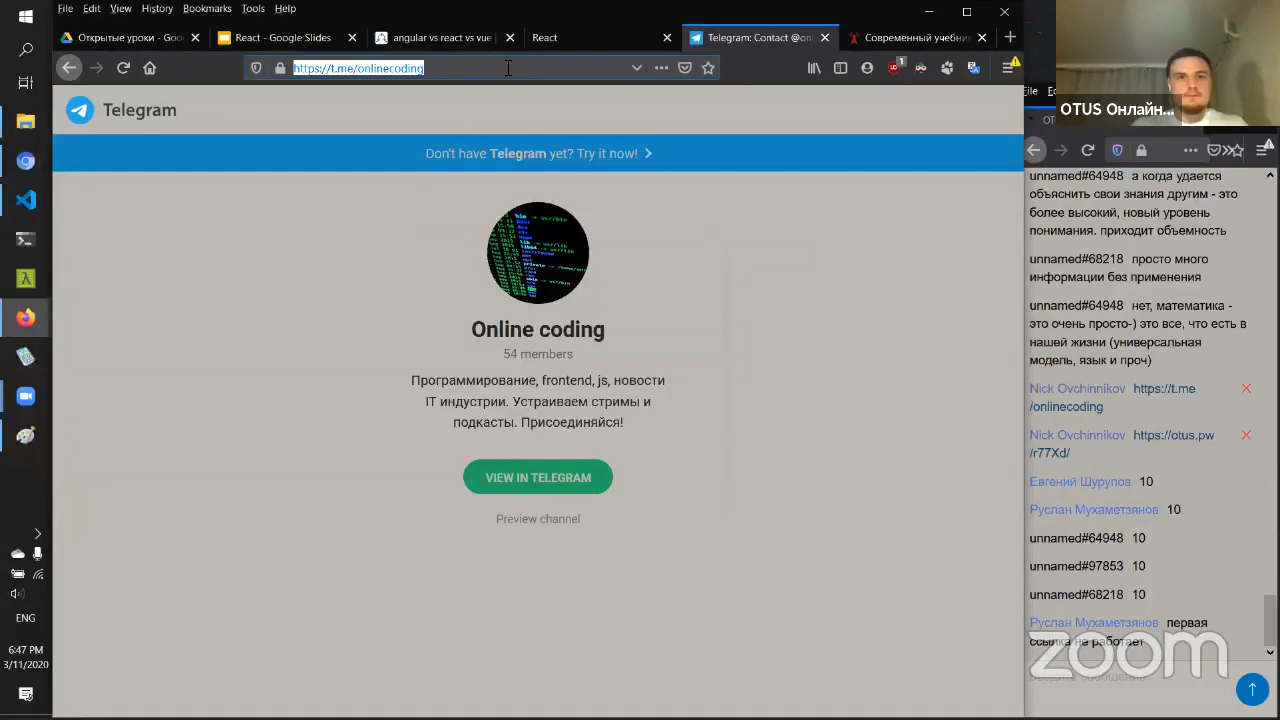 File Edit View History Bookmarks Tools Help
Открытые уроки - Goo
React - Google Slides
angular vs react vs vue
React
Telegram: Contact @on
Современный учебник
https://t.me/onlinecoding
1
Telegram
Don't have Telegram yet? Try it now!
Online coding
54 members
Программирование, frontend, js, новости
IT индустрии. Устраиваем стримы и
подкасты. Присоединяйся!
VIEW IN TELEGRAM
Preview channel
ENG
6:47 PM
3/11/2020
OTUS Онлайн...
unnamed#64948 а когда удается
объяснить свои знания другим - это
более высокий, новый уровень
понимания. приходит объемность
unnamed#68218 просто много
информации без применения
unnamed#64948 нет, математика -
это очень просто-) это все, что есть в
нашей жизни (универсальная
модель, язык и проч)
Nick Ovchinnikov https://t.me
/onlinecoding
Nick Ovchinnikov https://otus.pw
/r77Xd/
Евгений Шурупов 10
Руслан Мухаметзянов 10
unnamed#64948 10
unnamed#97853 10
unnamed#68218 10
Руслан Мухаметзянов первая
ссылка не работает
zoom